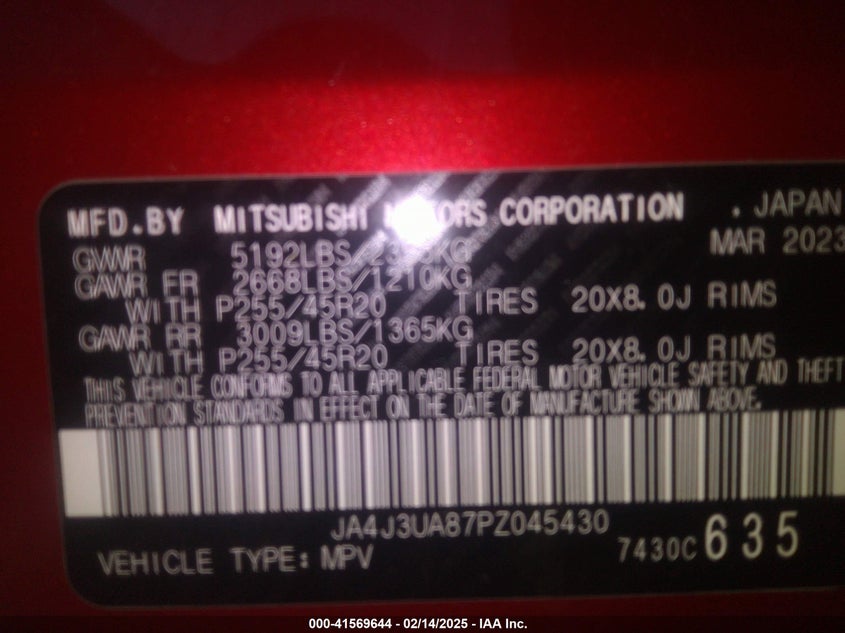 MFD.BY MITSUBISHI MOTORS CORPORATION . JAPAN
MAR 2023
GVWR 5192LBS/
GAWR FR 2668LBS/1210KG
WITH P255/45R20 TIRES 20X8.0J RIMS
GAWR RR 3009LBS/1365KG
WITH P255/45R20 TIRES 20X8.0J RIMS
THIS VEHICLE CONFORMS TO ALL APPLICABLE FEDERAL MOTOR VEHICLE SAFETY AND THEFT
PREVENTION STANDARDS IN EFFECT ON THE DATE OF MANUFACTURE SHOWN ABOVE.
JA4J3UA87PZ045430
VEHICLE TYPE: MPV 7430C 635
000-41569644 - 02/14/2025 - IAA Inc.